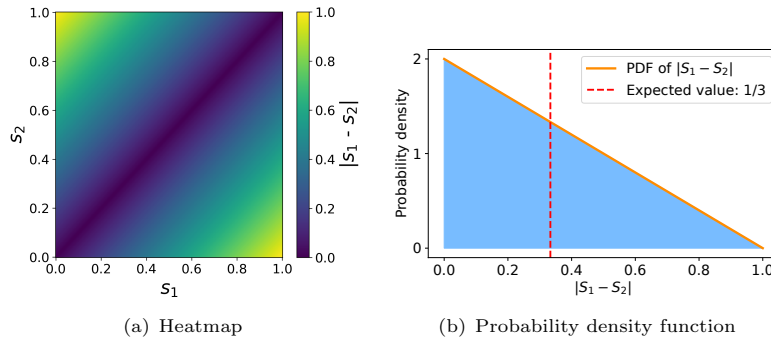 1.0
0.8
0.6
0.4
0.2
0.0
s2
0.0 0.2 0.4 0.6 0.8 1.0
s1
1.0
0.8
0.6
0.4
0.2
0.0
|s1 - s2|
(a) Heatmap
2
1
0
Probability density
PDF of |S1 − S2|
Expected value: 1/3
0.0 0.2 0.4 0.6 0.8 1.0
|S1 − S2|
(b) Probability density function